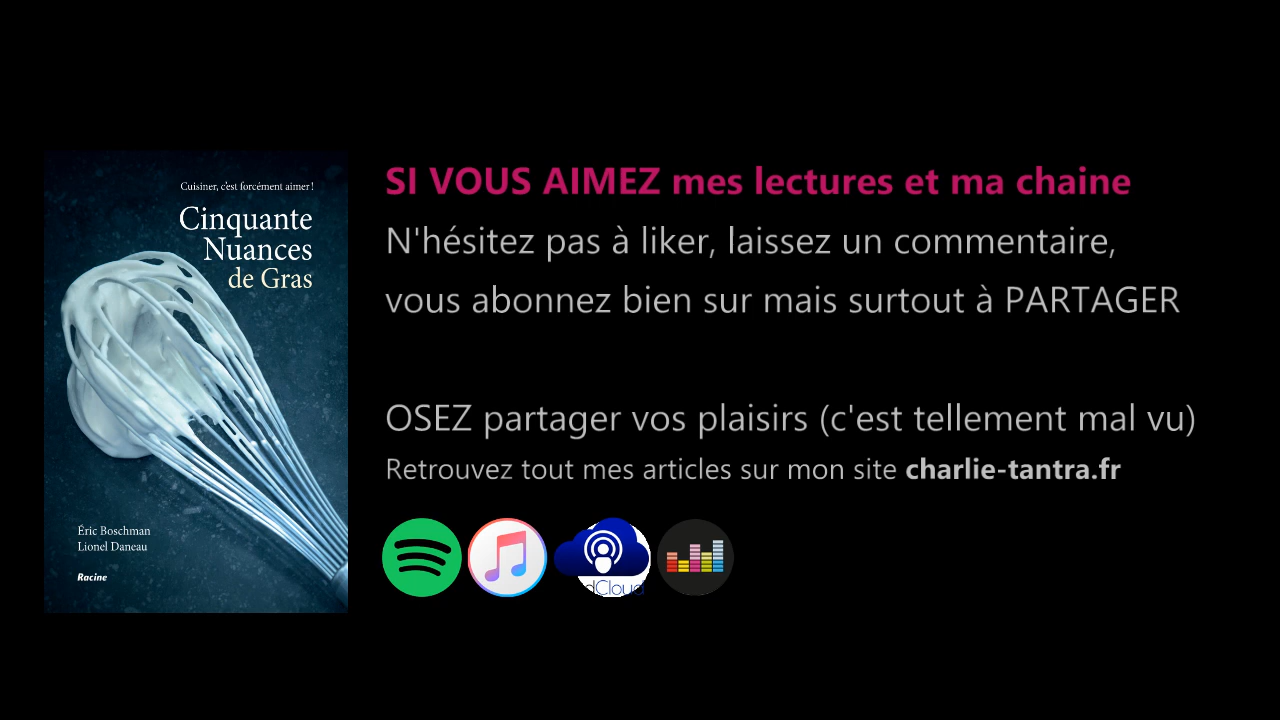 Cuisiner, c'est forcément aimer !
Cinquante
Nuances
de Gras
Éric Boschman
Lionel Daneau
Racine
SI VOUS AIMEZ mes lectures et ma chaine
N'hésitez pas à liker, laissez un commentaire,
vous abonnez bien sur mais surtout à PARTAGER
OSEZ partager vos plaisirs (c'est tellement mal vu)
Retrouvez tout mes articles sur mon site charlie-tantra.fr
dCloud